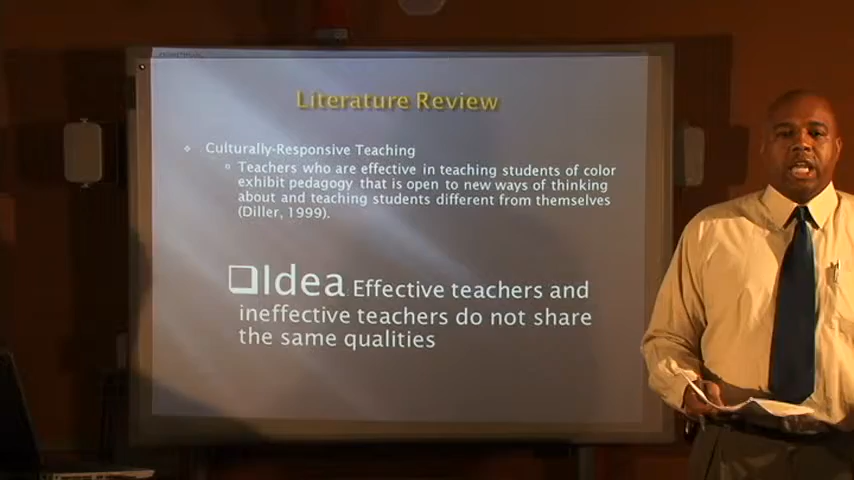 Literature Review
Culturally-Responsive Teaching
Teachers who are effective in teaching students of color
exhibit pedagogy that is open to new ways of thinking
about and teaching students different from themselves
(Diller, 1999).
Idea Effective teachers and
ineffective teachers do not share
the same qualities